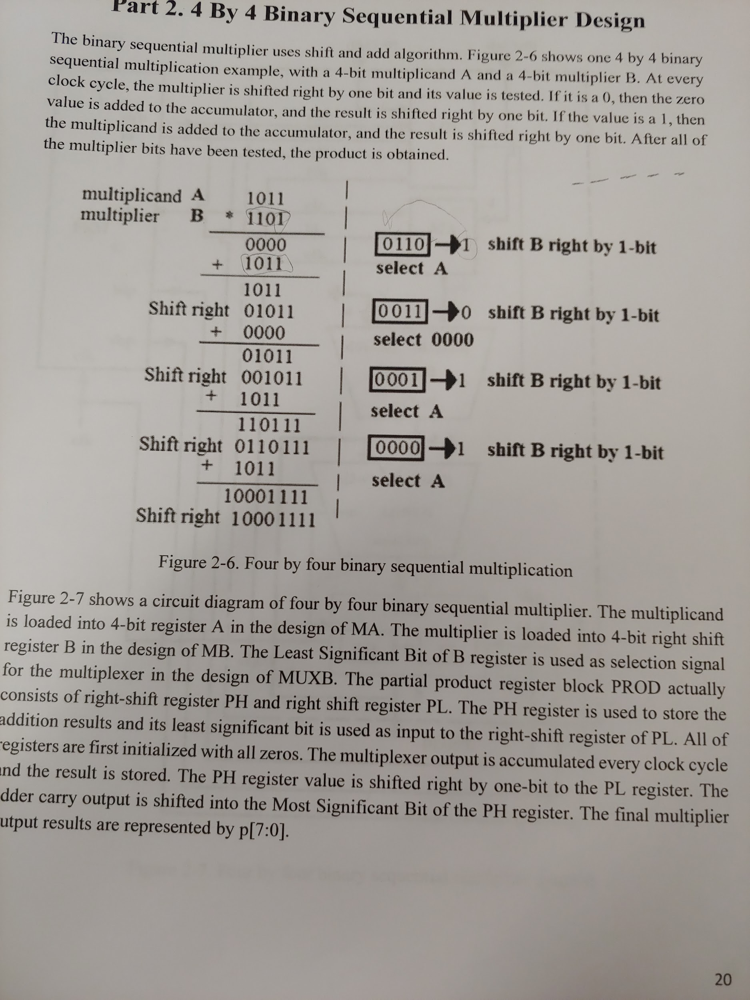 Part 2. 4 By 4 Binary Sequential Multiplier Design
The binary sequential multiplier uses shift and add algorithm. Figure 2-6 shows one 4 by 4 binary
sequential multiplication example, with a 4-bit multiplicand A and a 4-bit multiplier B. At every
clock cycle, the multiplier is shifted right by one bit and its value is tested. If it is a 0, then the zero
value is added to the accumulator, and the result is shifted right by one bit. If the value is a 1, then
the multiplicand is added to the accumulator, and the result is shifted right by one bit. After all of
the multiplier bits have been tested, the product is obtained.
multiplicand A 1011
multiplier B * 1101
0000 0110 → 1 shift B right by 1-bit
+ 1011 select A
1011
Shift right 01011 0011 → 0 shift B right by 1-bit
+ 0000 select 0000
01011
Shift right 001011 0001 → 1 shift B right by 1-bit
+ 1011 select A
110111
Shift right 0110111 0000 → 1 shift B right by 1-bit
+ 1011 select A
10001111
Shift right 10001111
Figure 2-6. Four by four binary sequential multiplication
Figure 2-7 shows a circuit diagram of four by four binary sequential multiplier. The multiplicand
is loaded into 4-bit register A in the design of MA. The multiplier is loaded into 4-bit right shift
register B in the design of MB. The Least Significant Bit of B register is used as selection signal
for the multiplexer in the design of MUXB. The partial product register block PROD actually
consists of right-shift register PH and right shift register PL. The PH register is used to store the
addition results and its least significant bit is used as input to the right-shift register of PL. All of
registers are first initialized with all zeros. The multiplexer output is accumulated every clock cycle
and the result is stored. The PH register value is shifted right by one-bit to the PL register. The
dder carry output is shifted into the Most Significant Bit of the PH register. The final multiplier
utput results are represented by p[7:0].
20